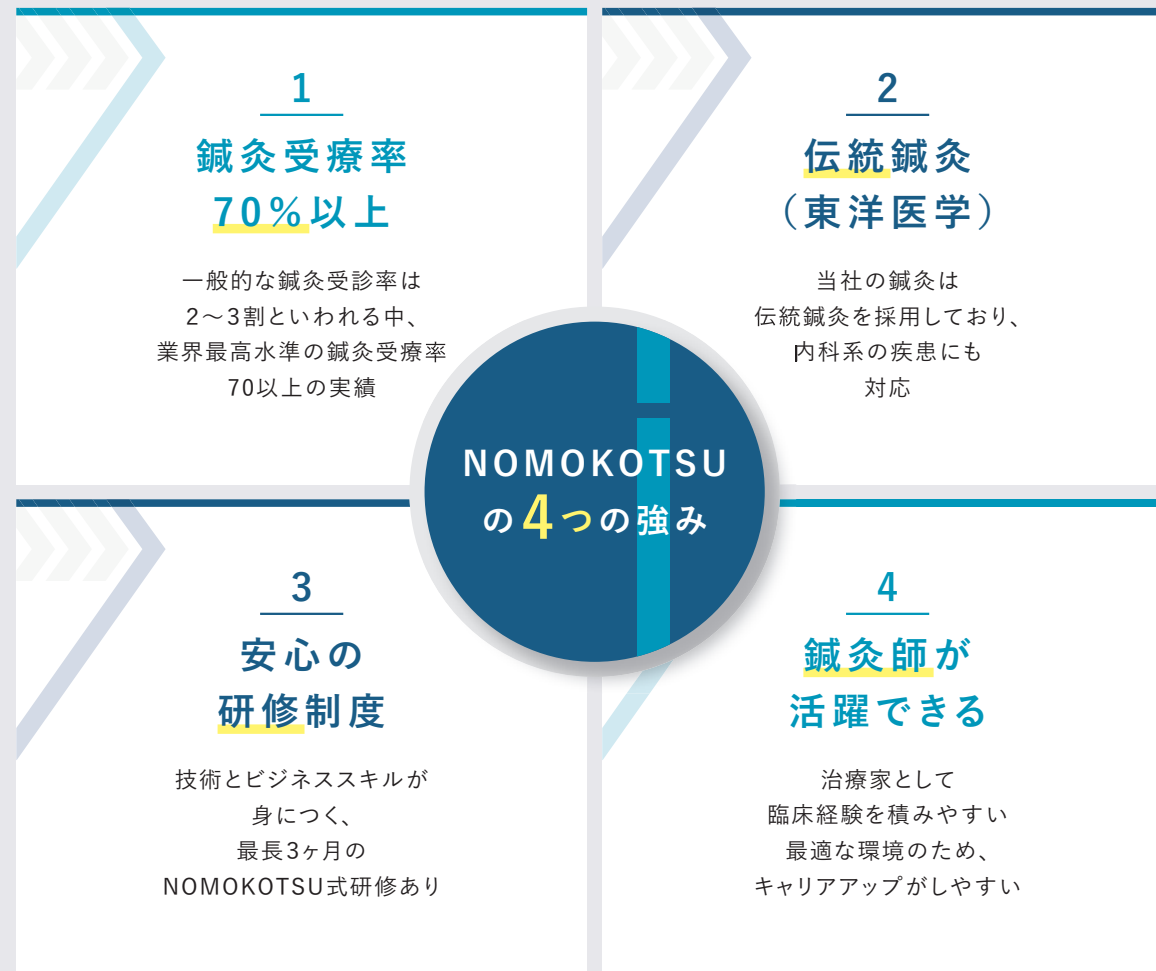 1
鍼灸受療率
70%以上
一般的な鍼灸受診率は
2〜3割といわれる中、
業界最高水準の鍼灸受療率
70以上の実績
2
伝統鍼灸
（東洋医学）
当社の鍼灸は
伝統鍼灸を採用しており、
内科系の疾患にも
対応
NOMOKOTSU
の4つの強み
3
安心の
研修制度
技術とビジネススキルが
身につく、
最長3ヶ月の
NOMOKOTSU式研修あり
4
鍼灸師が
活躍できる
治療家として
臨床経験を積みやすい
最適な環境のため、
キャリアアップがしやすい